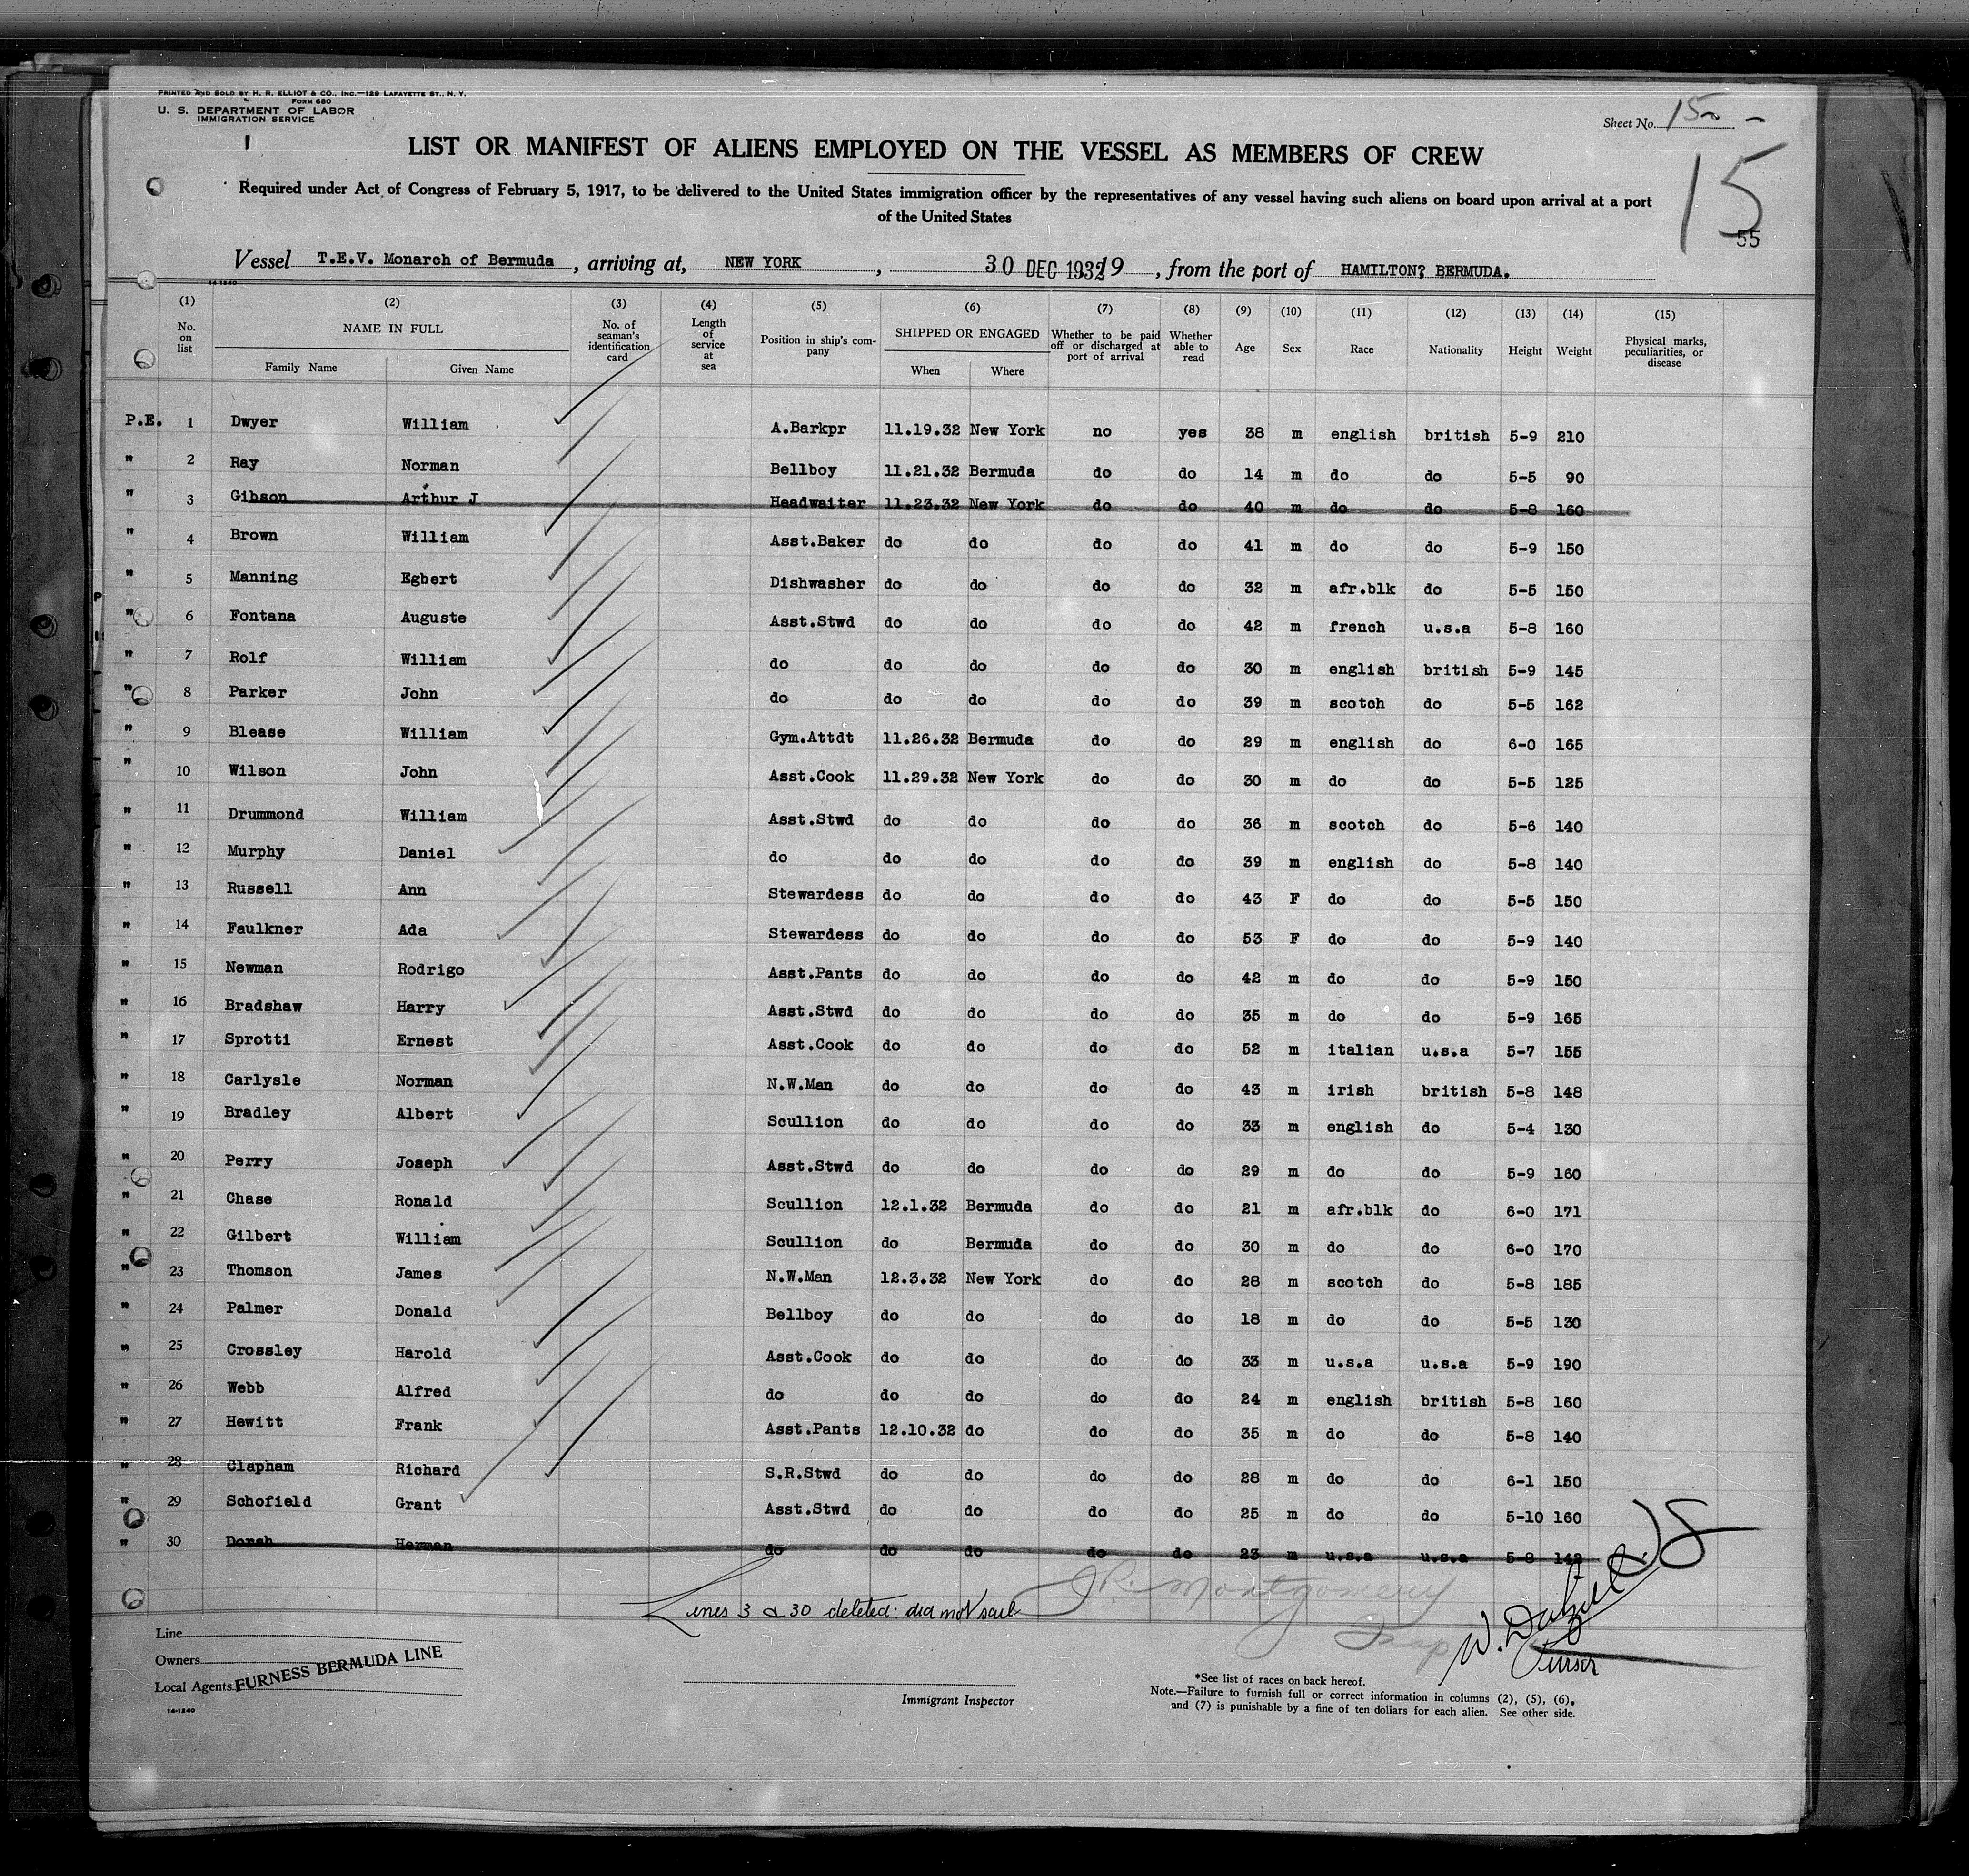 PRINTED AND SOLD BY H. R. ELLIOT & CO., INC.—129 LAFAYETTE ST., N. Y.
FORM 680
U. S. DEPARTMENT OF LABOR
IMMIGRATION SERVICE
Sheet No. 15
LIST OR MANIFEST OF ALIENS EMPLOYED ON THE VESSEL AS MEMBERS OF CREW
15
Required under Act of Congress of February 5, 1917, to be delivered to the United States immigration officer by the representatives of any vessel having such aliens on board upon arrival at a port
of the United States
55
Vessel T.E.V. Monarch of Bermuda, arriving at, NEW YORK, 30 DEC 1932 19, from the port of HAMILTON? BERMUDA.
14-1240
(1) (2) (3) (4) (5) (6) (7) (8) (9) (10) (11) (12) (13) (14) (15)
No. on list NAME IN FULL Family Name Given Name No. of seaman's identification card Length of service at sea Position in ship's company SHIPPED OR ENGAGED When Where Whether to be paid off or discharged at port of arrival Whether able to read Age Sex Race Nationality Height Weight Physical marks, peculiarities, or disease
P.E. 1 Dwyer William A.Barkpr 11.19.32 New York no yes 38 m english british 5-9 210
" 2 Ray Norman Bellboy 11.21.32 Bermuda do do 14 m do do 5-5 90
" 3 Gibson Arthur J Headwaiter 11.23.32 New York do do 40 m do do 5-8 160
" 4 Brown William Asst.Baker do do do do 41 m do do 5-9 150
" 5 Manning Egbert Dishwasher do do do do 32 m afr.blk do 5-5 150
" 6 Fontana Auguste Asst.Stwd do do do do 42 m french u.s.a 5-8 160
" 7 Rolf William do do do do do 30 m english british 5-9 145
" 8 Parker John do do do do do 39 m scotch do 5-5 162
" 9 Blease William Gym.Attdt 11.26.32 Bermuda do do 29 m english do 6-0 165
" 10 Wilson John Asst.Cook 11.29.32 New York do do 30 m do do 5-5 125
" 11 Drummond William Asst.Stwd do do do do 36 m scotch do 5-6 140
" 12 Murphy Daniel do do do do do 39 m english do 5-8 140
" 13 Russell Ann Stewardess do do do do 43 F do do 5-5 150
" 14 Faulkner Ada Stewardess do do do do 53 F do do 5-9 140
" 15 Newman Rodrigo Asst.Pants do do do do 42 m do do 5-9 150
" 16 Bradshaw Harry Asst.Stwd do do do do 35 m do do 5-9 165
" 17 Sprotti Ernest Asst.Cook do do do do 52 m italian u.s.a 5-7 155
" 18 Carlysle Norman N.W.Man do do do do 43 m irish british 5-8 148
" 19 Bradley Albert Scullion do do do do 33 m english do 5-4 130
" 20 Perry Joseph Asst.Stwd do do do do 29 m do do 5-9 160
" 21 Chase Ronald Scullion 12.1.32 Bermuda do do 21 m afr.blk do 6-0 171
" 22 Gilbert William Scullion do Bermuda do do 30 m do do 6-0 170
" 23 Thomson James N.W.Man 12.3.32 New York do do 28 m scotch do 5-8 185
" 24 Palmer Donald Bellboy do do do do 18 m do do 5-5 130
" 25 Crossley Harold Asst.Cook do do do do 33 m u.s.a u.s.a 5-9 190
" 26 Webb Alfred do do do do do 24 m english british 5-8 160
" 27 Hewitt Frank Asst.Pants 12.10.32 do do do 35 m do do 5-8 140
" 28 Clapham Richard S.R.Stwd do do do do 28 m do do 6-1 150
" 29 Schofield Grant Asst.Stwd do do do do 25 m do do 5-10 160
" 30 Dorsh Herman do do do do do 23 m u.s.a u.s.a 5-8 142
Lines 3 & 30 deleted: did not sail
J R. Montgomery
Insp
W.
Purser
Line
Owners
Local Agents FURNESS BERMUDA LINE
14-1240
Immigrant Inspector
*See list of races on back hereof.
Note.—Failure to furnish full or correct information in columns (2), (5), (6),
and (7) is punishable by a fine of ten dollars for each alien. See other side.